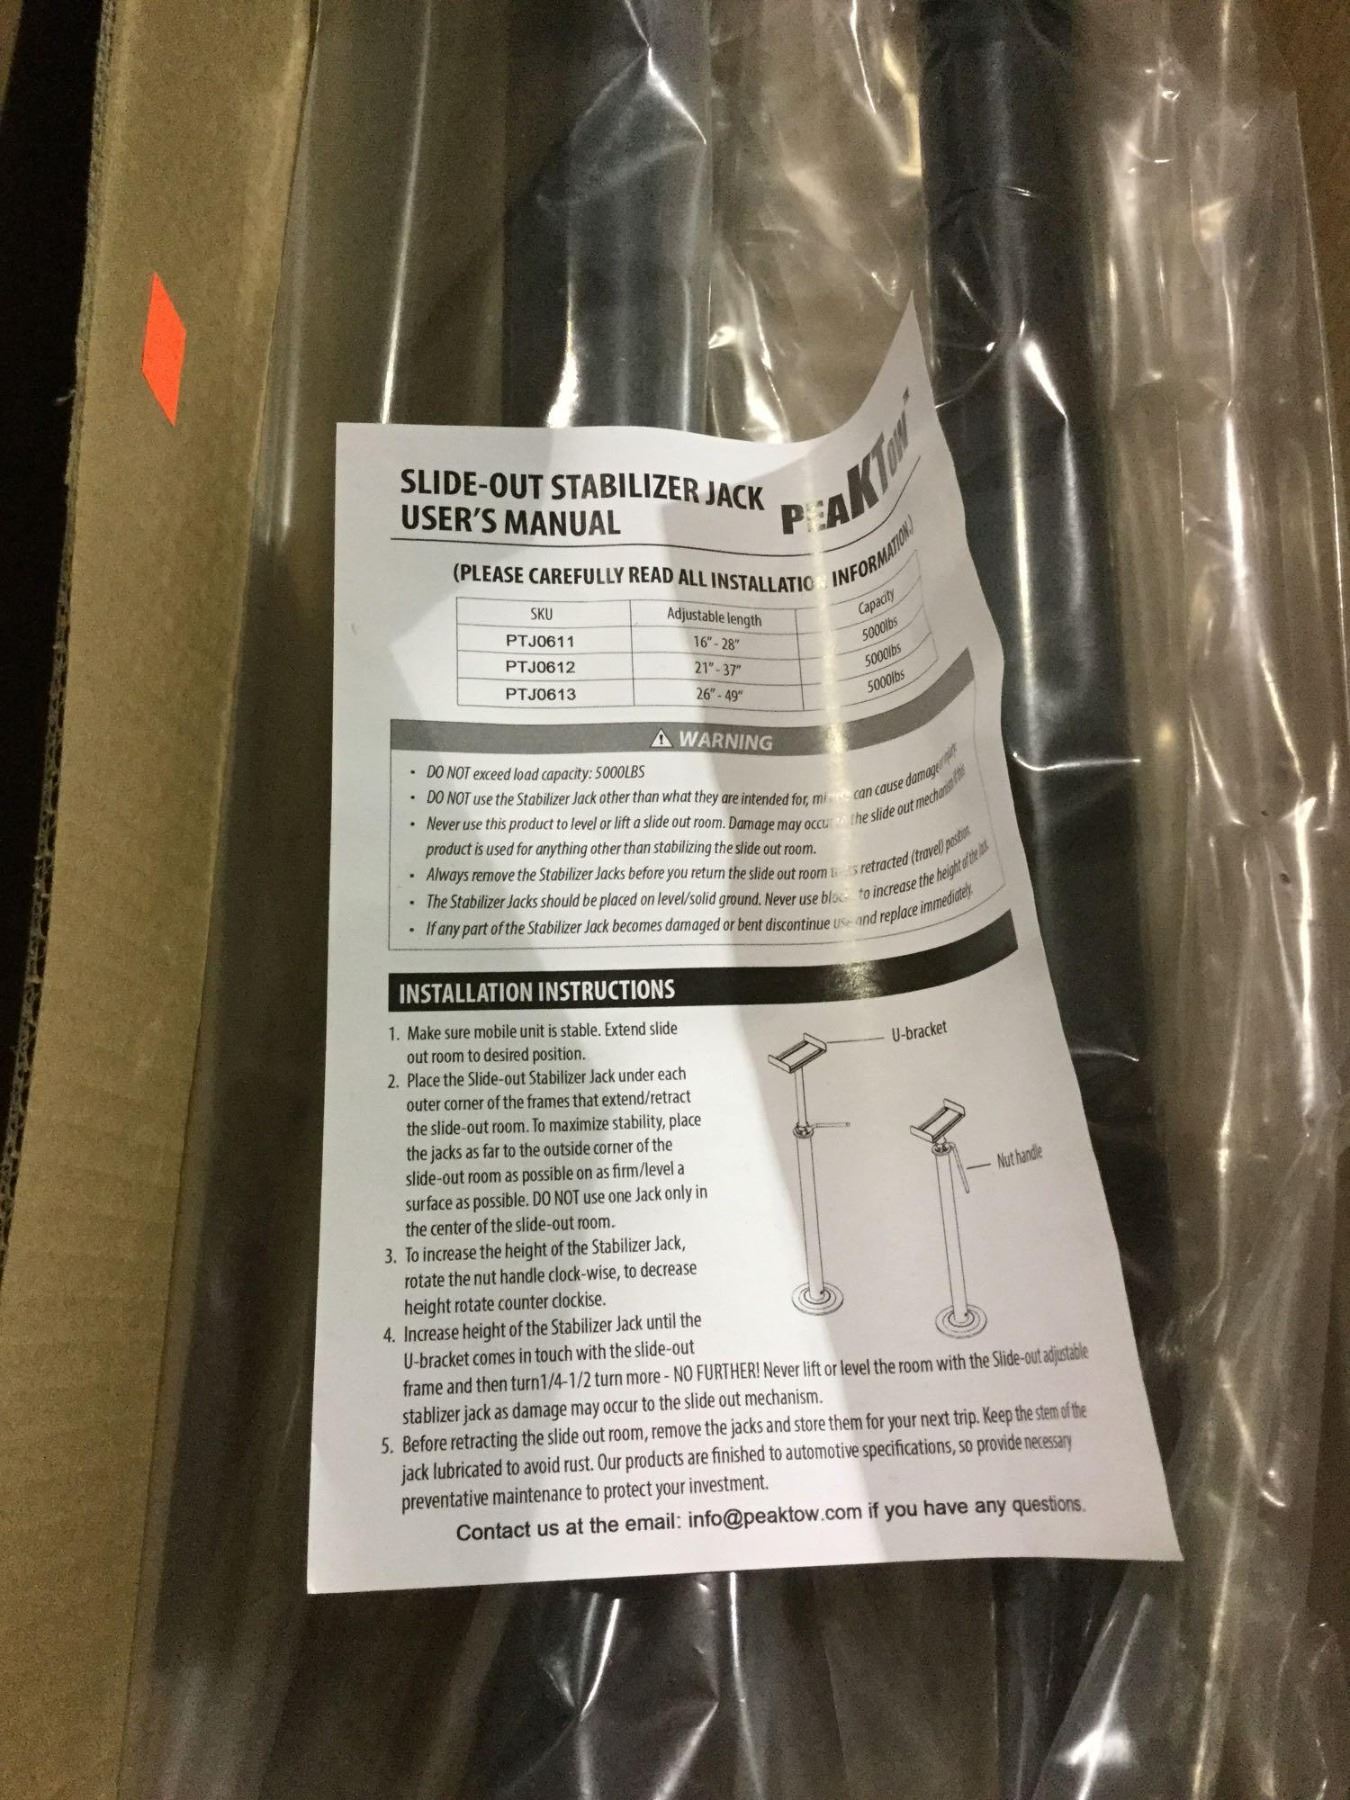 SLIDE-OUT STABILIZER JACK
USER'S MANUAL
PEAKTOW™
(PLEASE CAREFULLY READ ALL INSTALLATION INFORMATION.)
SKU Adjustable length Capacity
PTJ0611 16" - 28" 5000lbs
PTJ0612 21" - 37" 5000lbs
PTJ0613 26" - 49" 5000lbs
⚠ WARNING
• DO NOT exceed load capacity: 5000LBS
• DO NOT use the Stabilizer Jack other than what they are intended for, can cause damage injury.
• Never use this product to level or lift a slide out room. Damage may occur to the slide out mechanism if this
product is used for anything other than stabilizing the slide out room.
• Always remove the Stabilizer Jacks before you return the slide out room its retracted (travel) position.
• The Stabilizer Jacks should be placed on level/solid ground. Never use blocks to increase the height of the jack.
• If any part of the Stabilizer Jack becomes damaged or bent discontinue use and replace immediately.
INSTALLATION INSTRUCTIONS
1. Make sure mobile unit is stable. Extend slide
out room to desired position.
2. Place the Slide-out Stabilizer Jack under each
outer corner of the frames that extend/retract
the slide-out room. To maximize stability, place
the jacks as far to the outside corner of the
slide-out room as possible on as firm/level a
surface as possible. DO NOT use one Jack only in
the center of the slide-out room.
3. To increase the height of the Stabilizer Jack,
rotate the nut handle clock-wise, to decrease
height rotate counter clockise.
4. Increase height of the Stabilizer Jack until the
U-bracket comes in touch with the slide-out
frame and then turn1/4-1/2 turn more - NO FURTHER! Never lift or level the room with the Slide-out adjustable
stablizer jack as damage may occur to the slide out mechanism.
5. Before retracting the slide out room, remove the jacks and store them for your next trip. Keep the stem of the
jack lubricated to avoid rust. Our products are finished to automotive specifications, so provide necessary
preventative maintenance to protect your investment.
U-bracket
Nut handle
Contact us at the email: info@peaktow.com if you have any questions.